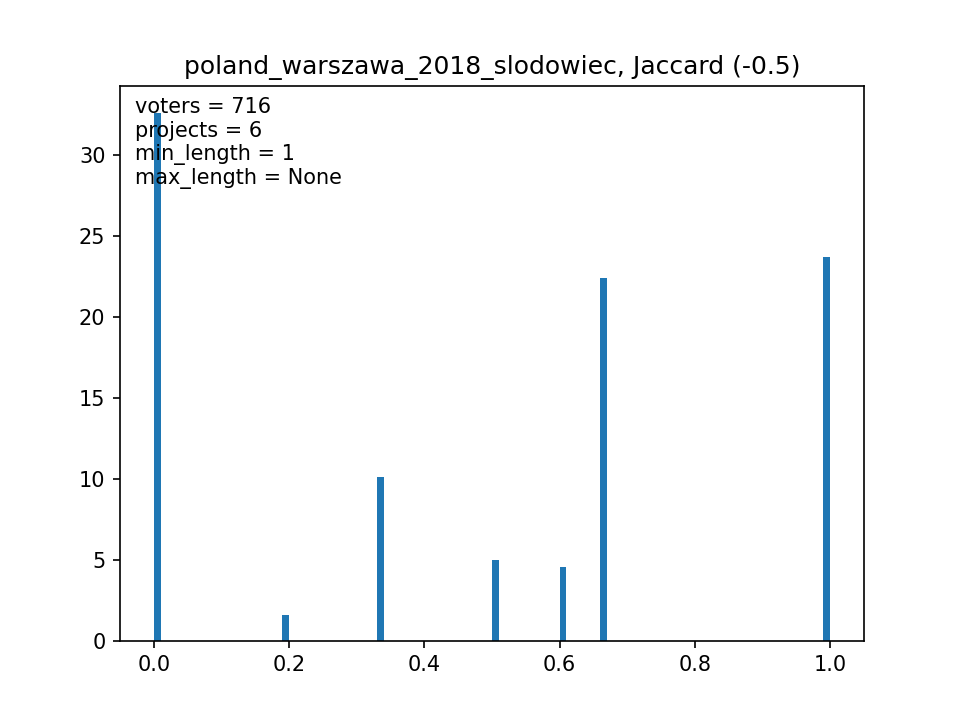 poland_warszawa_2018_slodowiec, Jaccard (-0.5)
voters = 716
projects = 6
min_length = 1
max_length = None
30
25
20
15
10
5
0
0.0 0.2 0.4 0.6 0.8 1.0